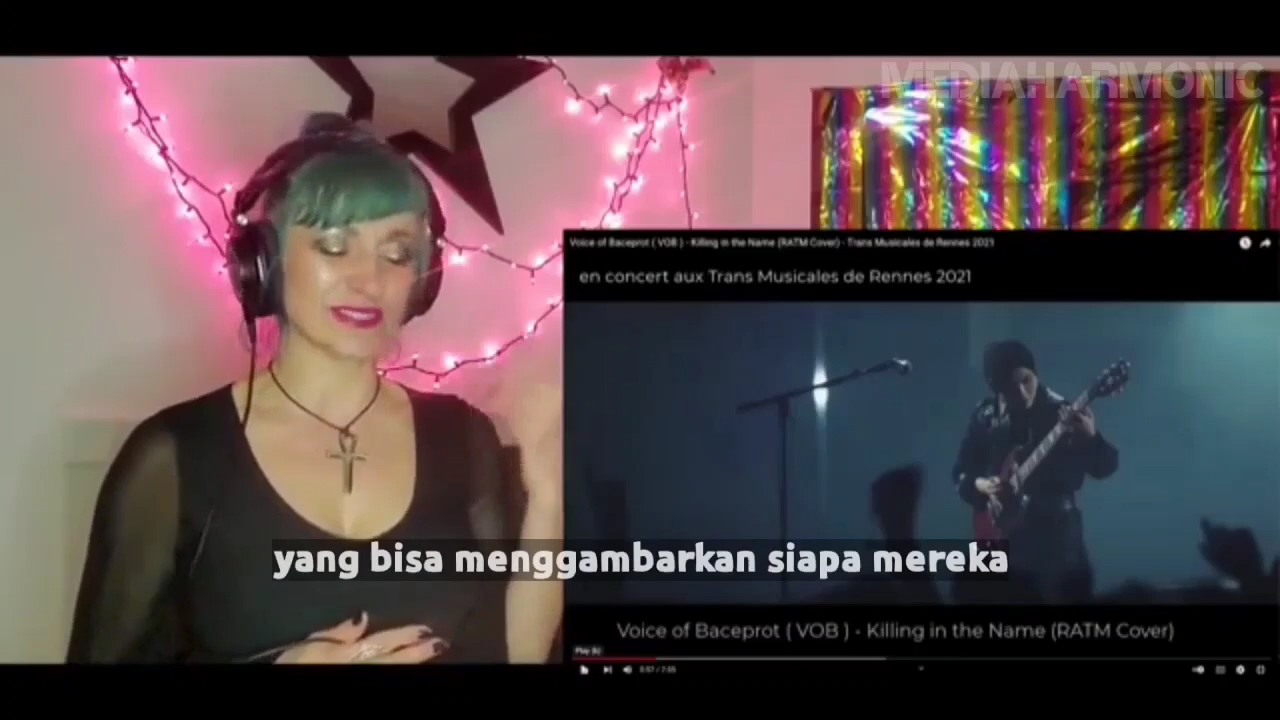 MEDIAHARMONIC
Voice of Baceprot ( VOB ) - Killing in the Name (RATM Cover) - Trans Musicales de Rennes 2021
en concert aux Trans Musicales de Rennes 2021
yang bisa menggambarkan siapa mereka
Voice of Baceprot ( VOB ) - Killing in the Name (RATM Cover)
Play (k)